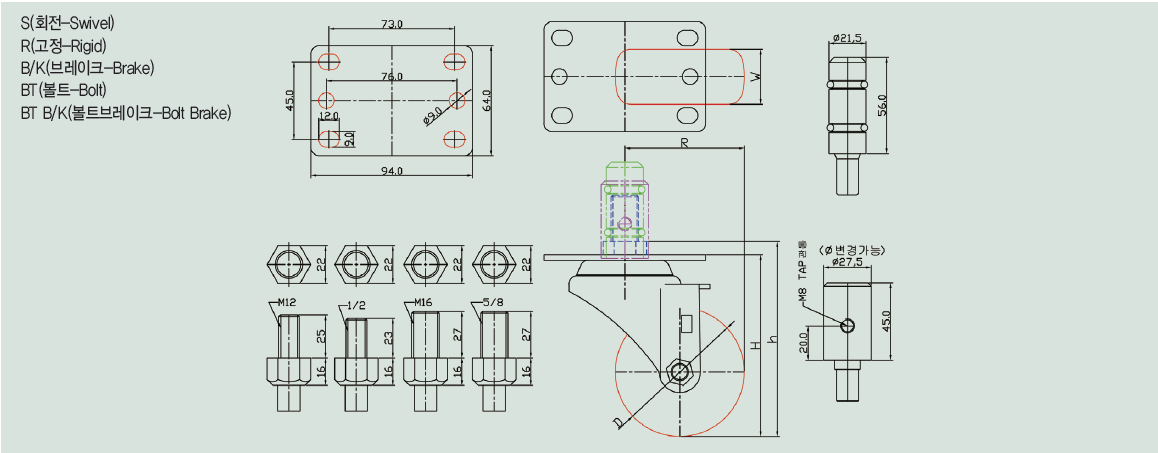 S(회전-Swivel)
R(고정-Rigid)
B/K(브레이크-Brake)
BT(볼트-Bolt)
BT B/K(볼트브레이크-Bolt Brake)
73.0
76.0
45.0
64.0
12.0
9.0
Ø9.0
94.0
W
R
Ø21,5
56.0
22
22
22
22
M12
1/2
M16
5/8
25
23
27
27
16
16
16
16
D
H
h
M8 TAP관통
(Ø변경가능)
Ø27,5
45.0
20.0